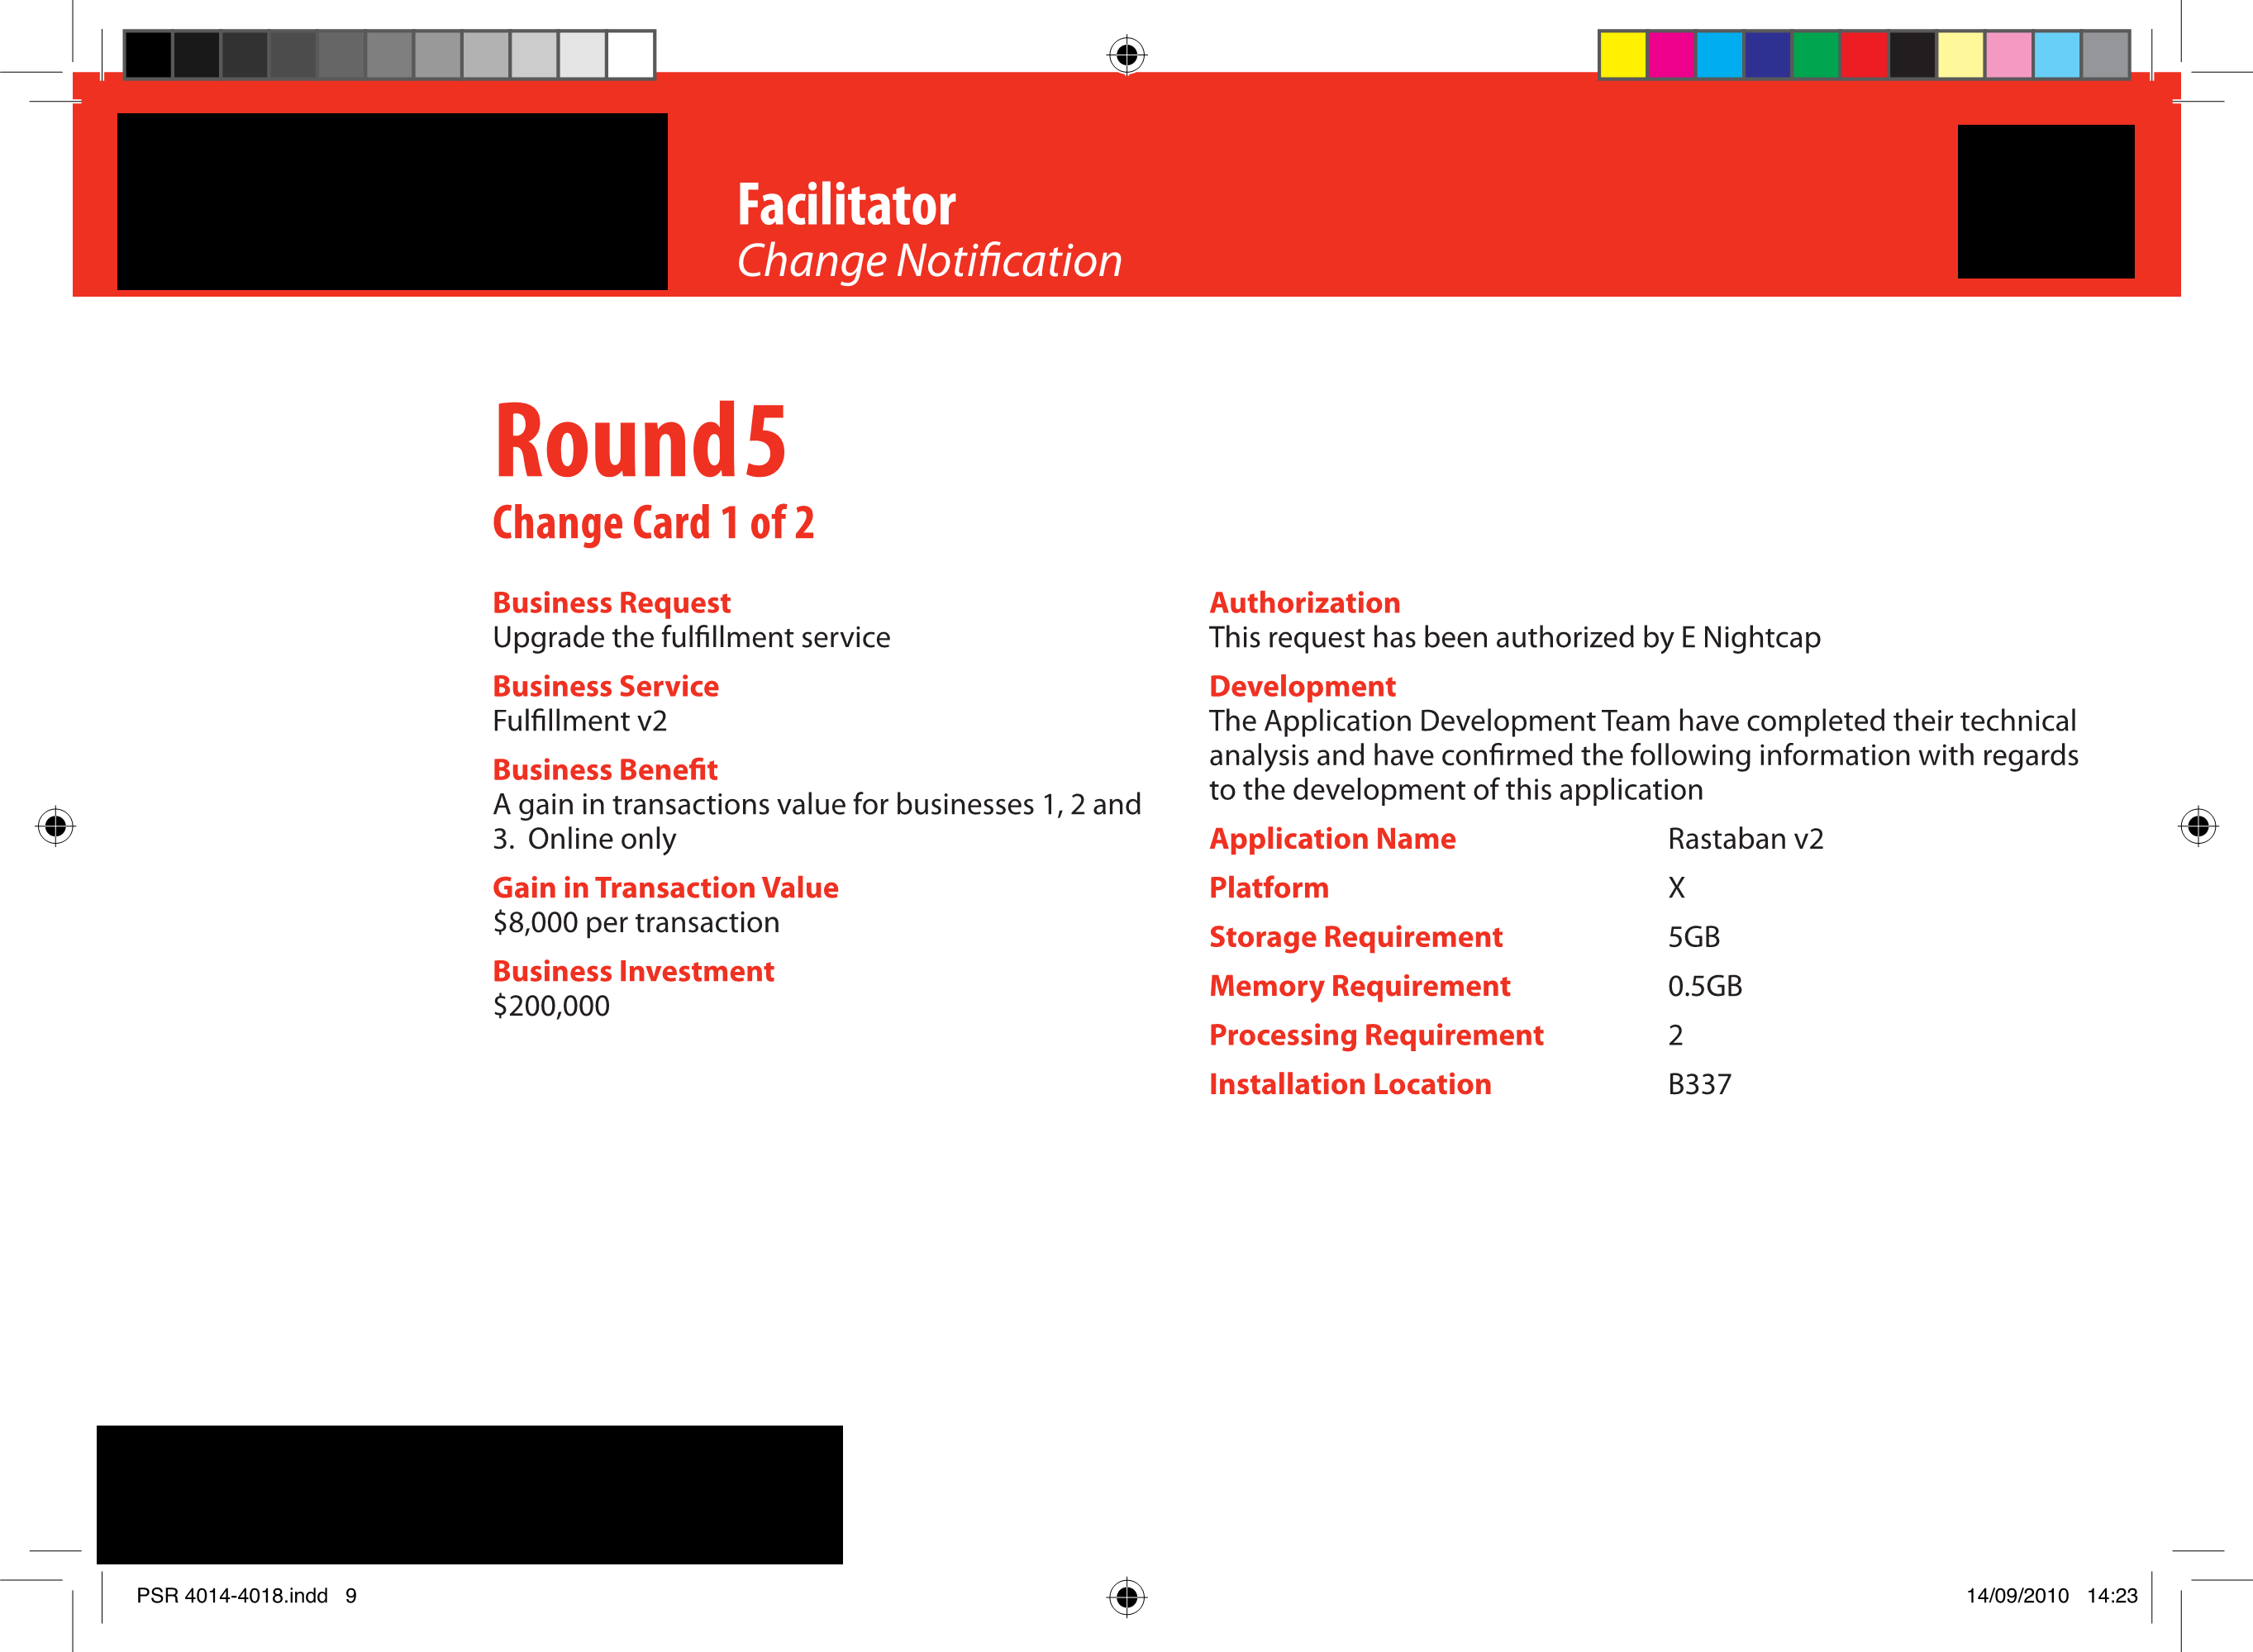 Facilitator
Change Notification
Round 5
Change Card 1 of 2
Business Request
Upgrade the fulfillment service
Business Service
Fulfillment v2
Business Benefit
A gain in transactions value for businesses 1, 2 and
3.  Online only
Gain in Transaction Value
$8,000 per transaction
Business Investment
$200,000
Authorization
This request has been authorized by E Nightcap
Development
The Application Development Team have completed their technical
analysis and have confirmed the following information with regards
to the development of this application
Application Name Rastaban v2
Platform X
Storage Requirement 5GB
Memory Requirement 0.5GB
Processing Requirement 2
Installation Location B337
PSR 4014-4018.indd   9 14/09/2010   14:23